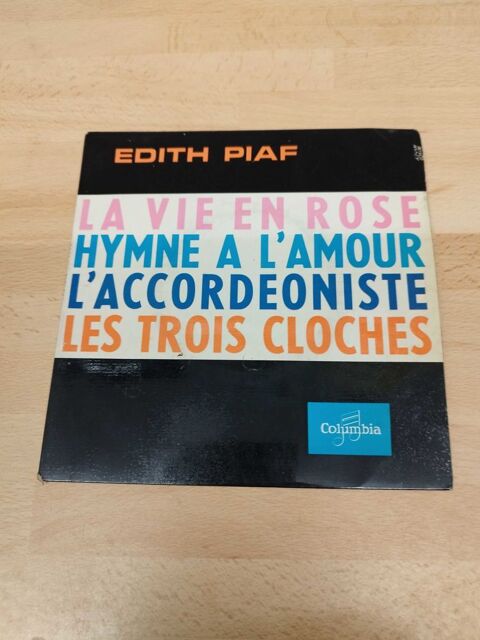 EDITH PIAF
LA VIE EN ROSE
HYMNE A L'AMOUR
L'ACCORDEONISTE
LES TROIS CLOCHES
Columbia